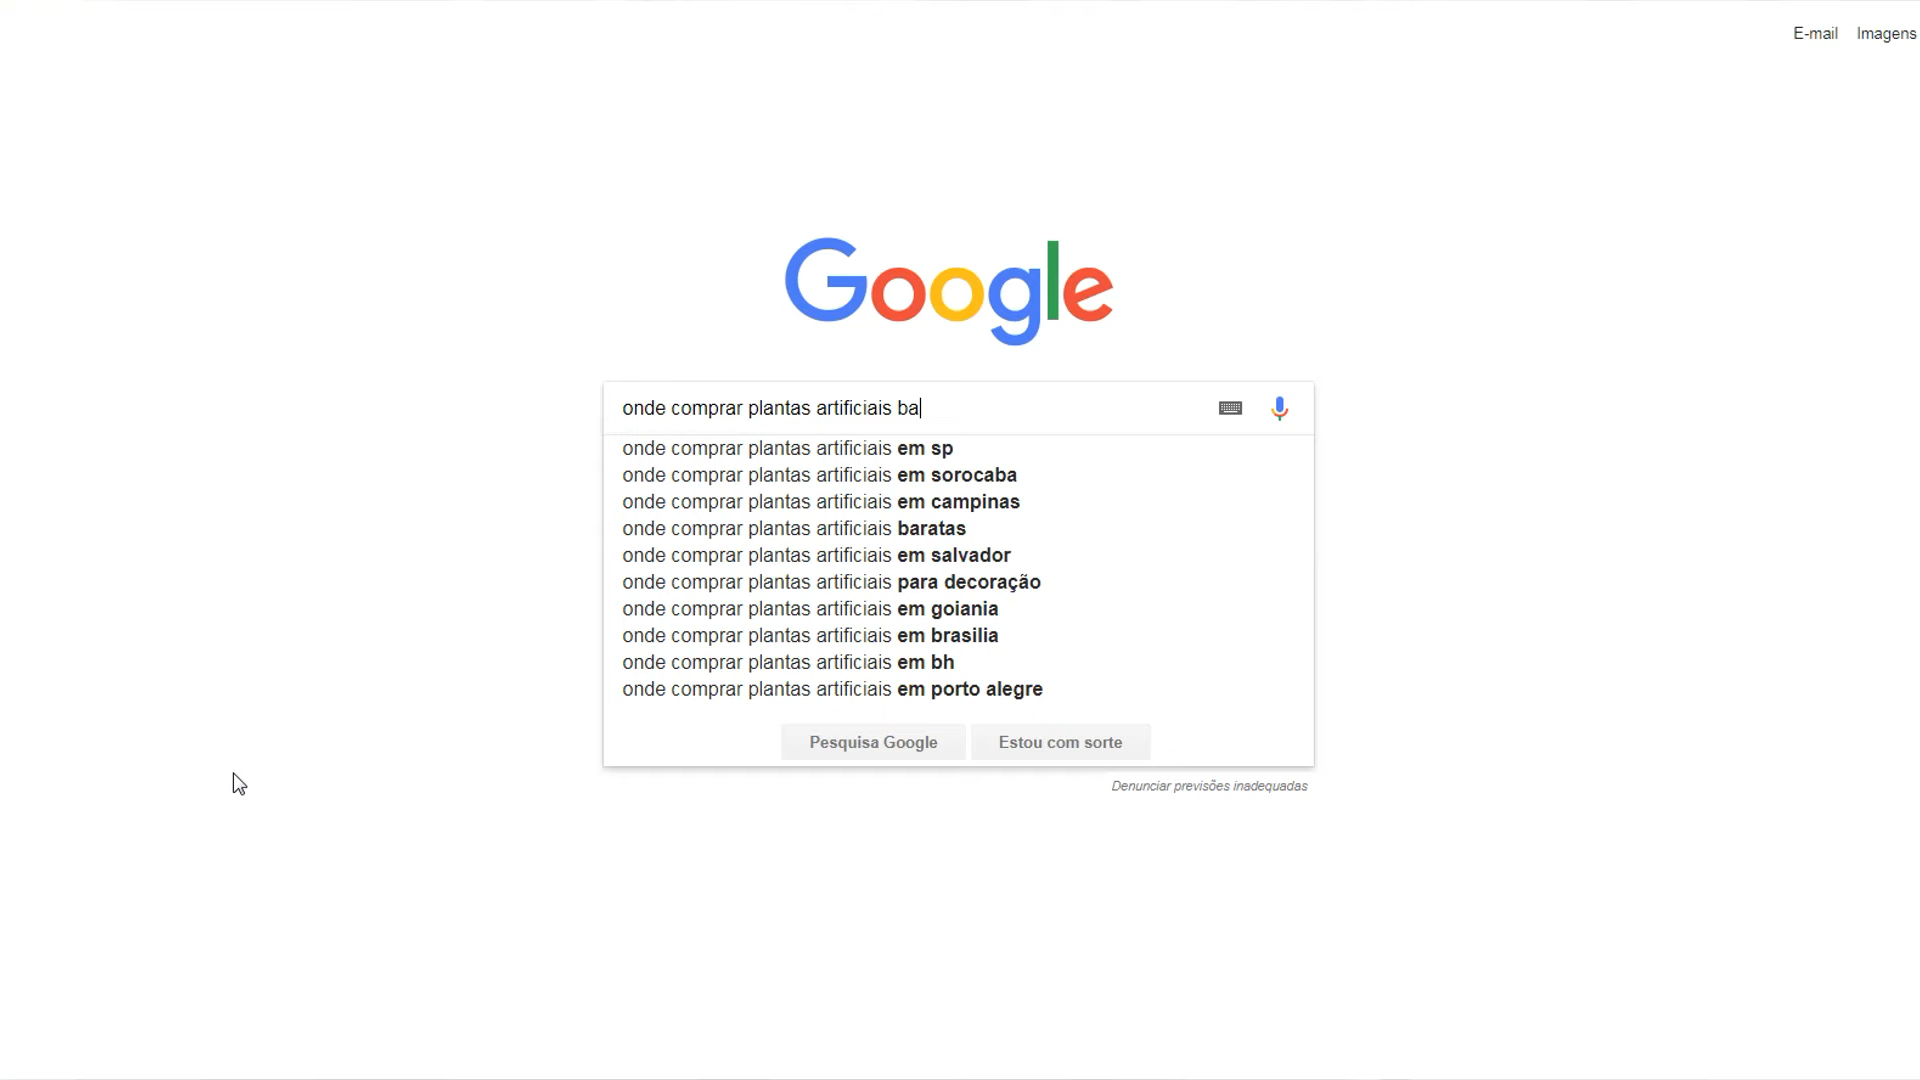 E-mail Imagens
Google
onde comprar plantas artificiais ba
onde comprar plantas artificiais em sp
onde comprar plantas artificiais em sorocaba
onde comprar plantas artificiais em campinas
onde comprar plantas artificiais baratas
onde comprar plantas artificiais em salvador
onde comprar plantas artificiais para decoração
onde comprar plantas artificiais em goiania
onde comprar plantas artificiais em brasilia
onde comprar plantas artificiais em bh
onde comprar plantas artificiais em porto alegre
Pesquisa Google Estou com sorte
Denunciar previsões inadequadas